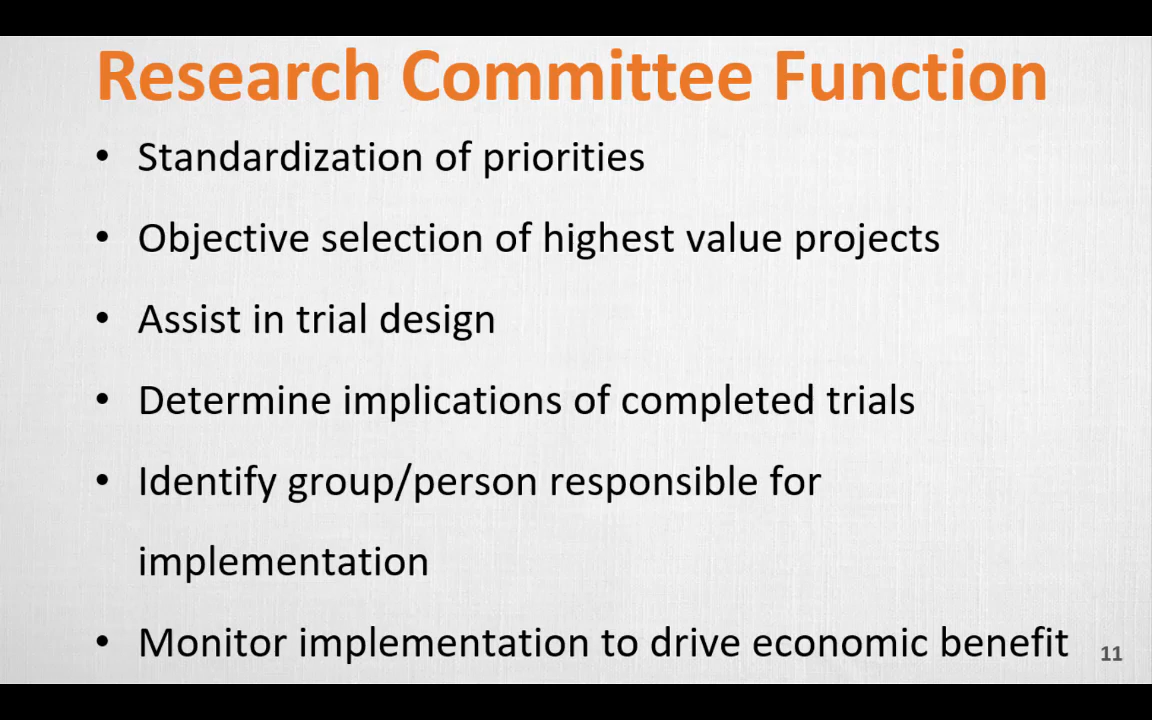 Research Committee Function
• Standardization of priorities
• Objective selection of highest value projects
• Assist in trial design
• Determine implications of completed trials
• Identify group/person responsible for
implementation
• Monitor implementation to drive economic benefit
11